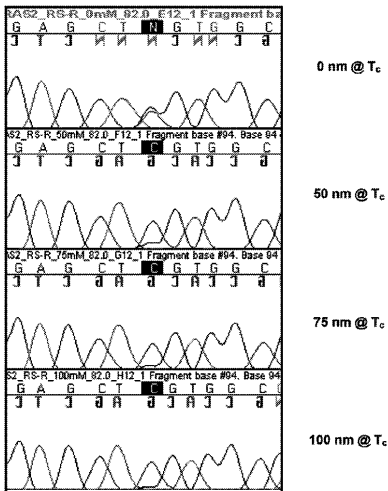 RAS2_RS-R_0mM_82.0_E12_1 Fragment ba
G A G C T N G T G G C
0 nm @ Tc
AS2_RS-R_50mM_82.0_F12_1 Fragment base #94. Base 94
G A G C T C G T G G C
50 nm @ Tc
AS2_RS-R_75mM_82.0_G12_1 Fragment base #94. Base 94
G A G C T C G T G G C
75 nm @ Tc
S2_RS-R_100mM_82.0_H12_1 Fragment base #94. Base 94
G A G C T C G T G G C
100 nm @ Tc